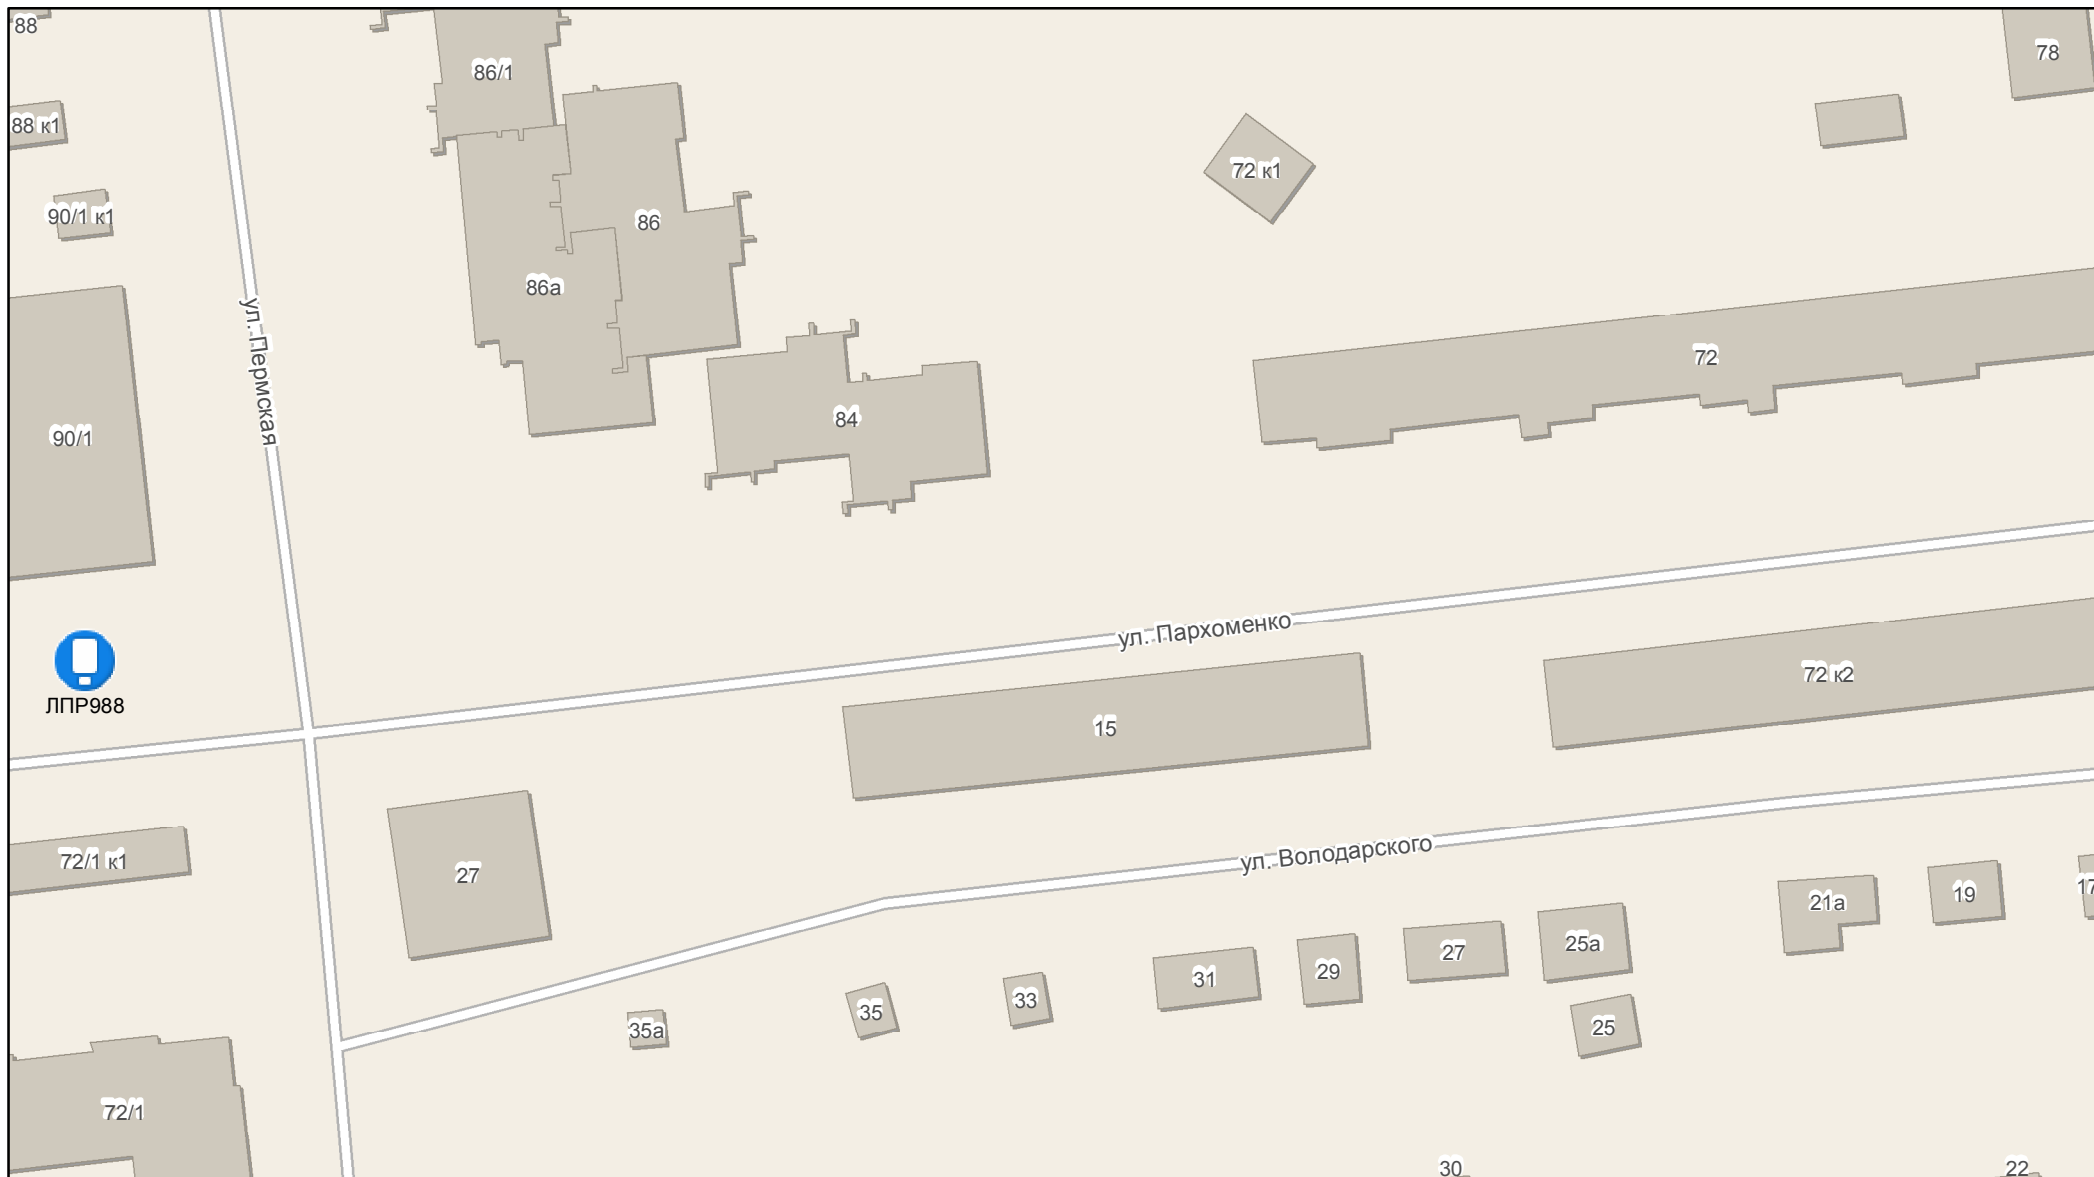 88
86/1
78
88 к1
72 к1
90/1 к1
86
86а
ул. Пермская
72
84
90/1
ул. Пархоменко
72 к2
ЛПР988
15
ул. Володарского
72/1 к1
27
21а
19
17
25а
27
29
31
33
35
35а
25
72/1
30
22